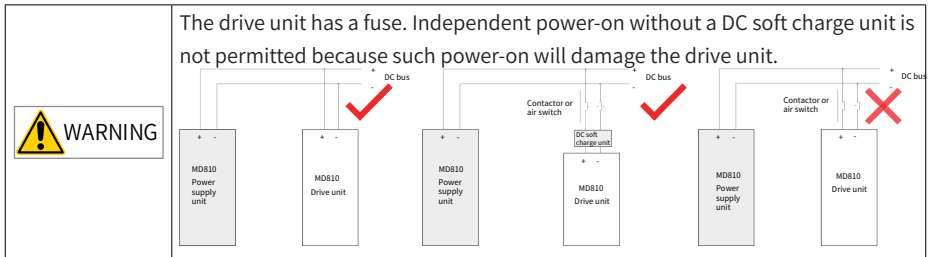 The drive unit has a fuse. Independent power-on without a DC soft charge unit is
not permitted because such power-on will damage the drive unit.
WARNING
+
DC bus
-
+ -
MD810
Power
supply
unit
+ -
MD810
Drive unit
+
DC bus
-
Contactor or
air switch
DC soft
charge unit
+ -
MD810
Power
supply
unit
+ -
MD810
Drive unit
+
DC bus
-
Contactor or
air switch
+ -
MD810
Power
supply
unit
+ -
MD810
Drive unit